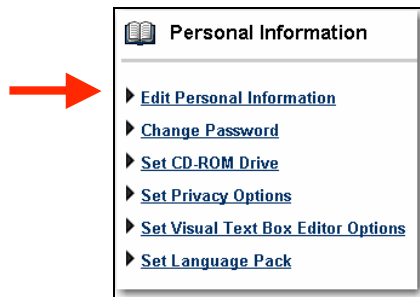 Personal Information
Edit Personal Information
Change Password
Set CD-ROM Drive
Set Privacy Options
Set Visual Text Box Editor Options
Set Language Pack